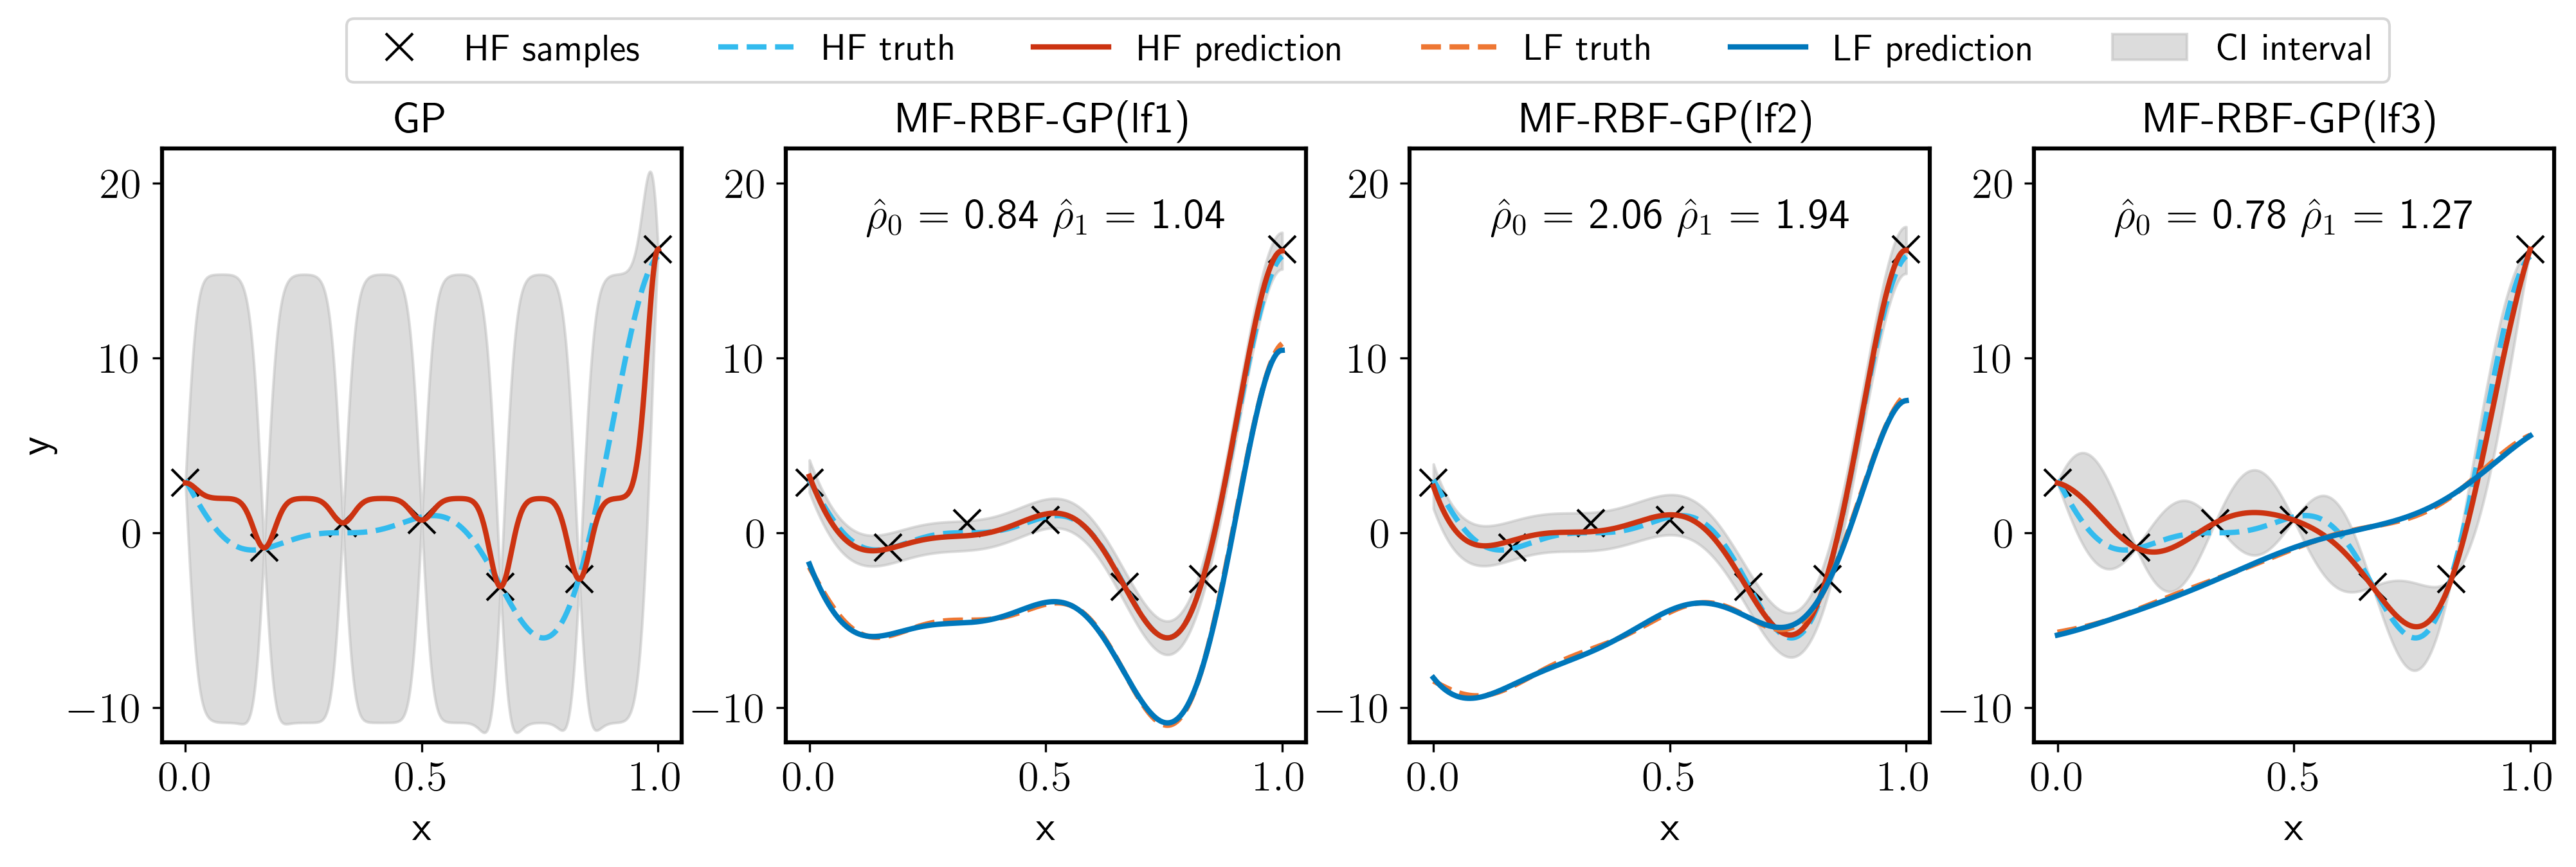 HF samples HF truth HF prediction LF truth LF prediction CI interval
GP MF-RBF-GP(lf1) MF-RBF-GP(lf2) MF-RBF-GP(lf3)
20 20 20 20
ρ̂₀ = 0.84 ρ̂₁ = 1.04 ρ̂₀ = 2.06 ρ̂₁ = 1.94 ρ̂₀ = 0.78 ρ̂₁ = 1.27
10 10 10 10
y
0 0 0 0
−10 −10 −10 −10
0.0 0.5 1.0 0.0 0.5 1.0 0.0 0.5 1.0 0.0 0.5 1.0
x x x x